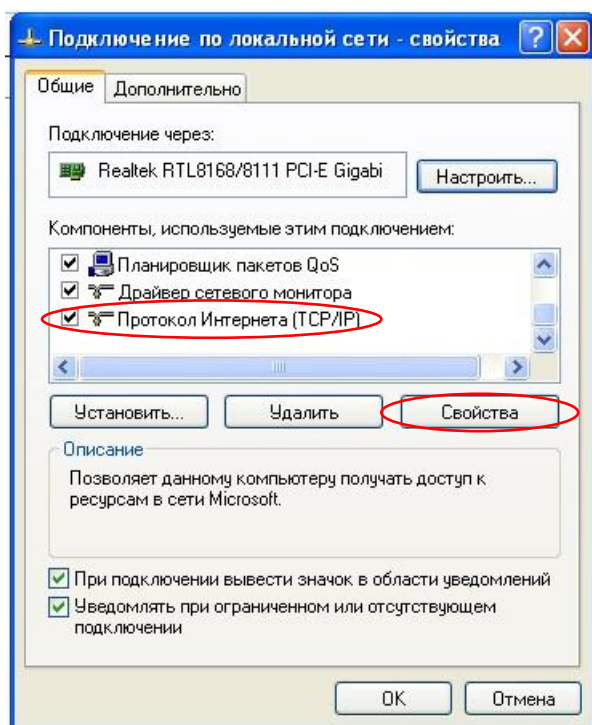 Подключение по локальной сети - свойства
Общие
Дополнительно
Подключение через:
Realtek RTL8168/8111 PCI-E Gigabi
Настроить...
Компоненты, используемые этим подключением:
Планировщик пакетов QoS
Драйвер сетевого монитора
Протокол Интернета (TCP/IP)
Установить...
Удалить
Свойства
Описание
Позволяет данному компьютеру получать доступ к
ресурсам в сети Microsoft.
При подключении вывести значок в области уведомлений
Уведомлять при ограниченном или отсутствующем
подключении
OK
Отмена